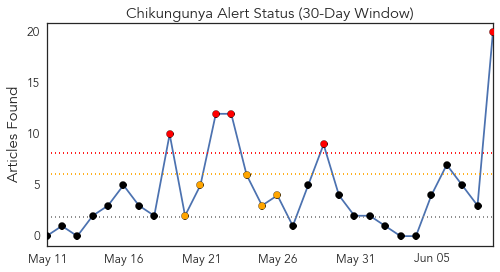 Chikungunya Alert Status (30-Day Window)
Articles Found
20
15
10
5
0
May 11 May 16 May 21 May 26 May 31 Jun 05